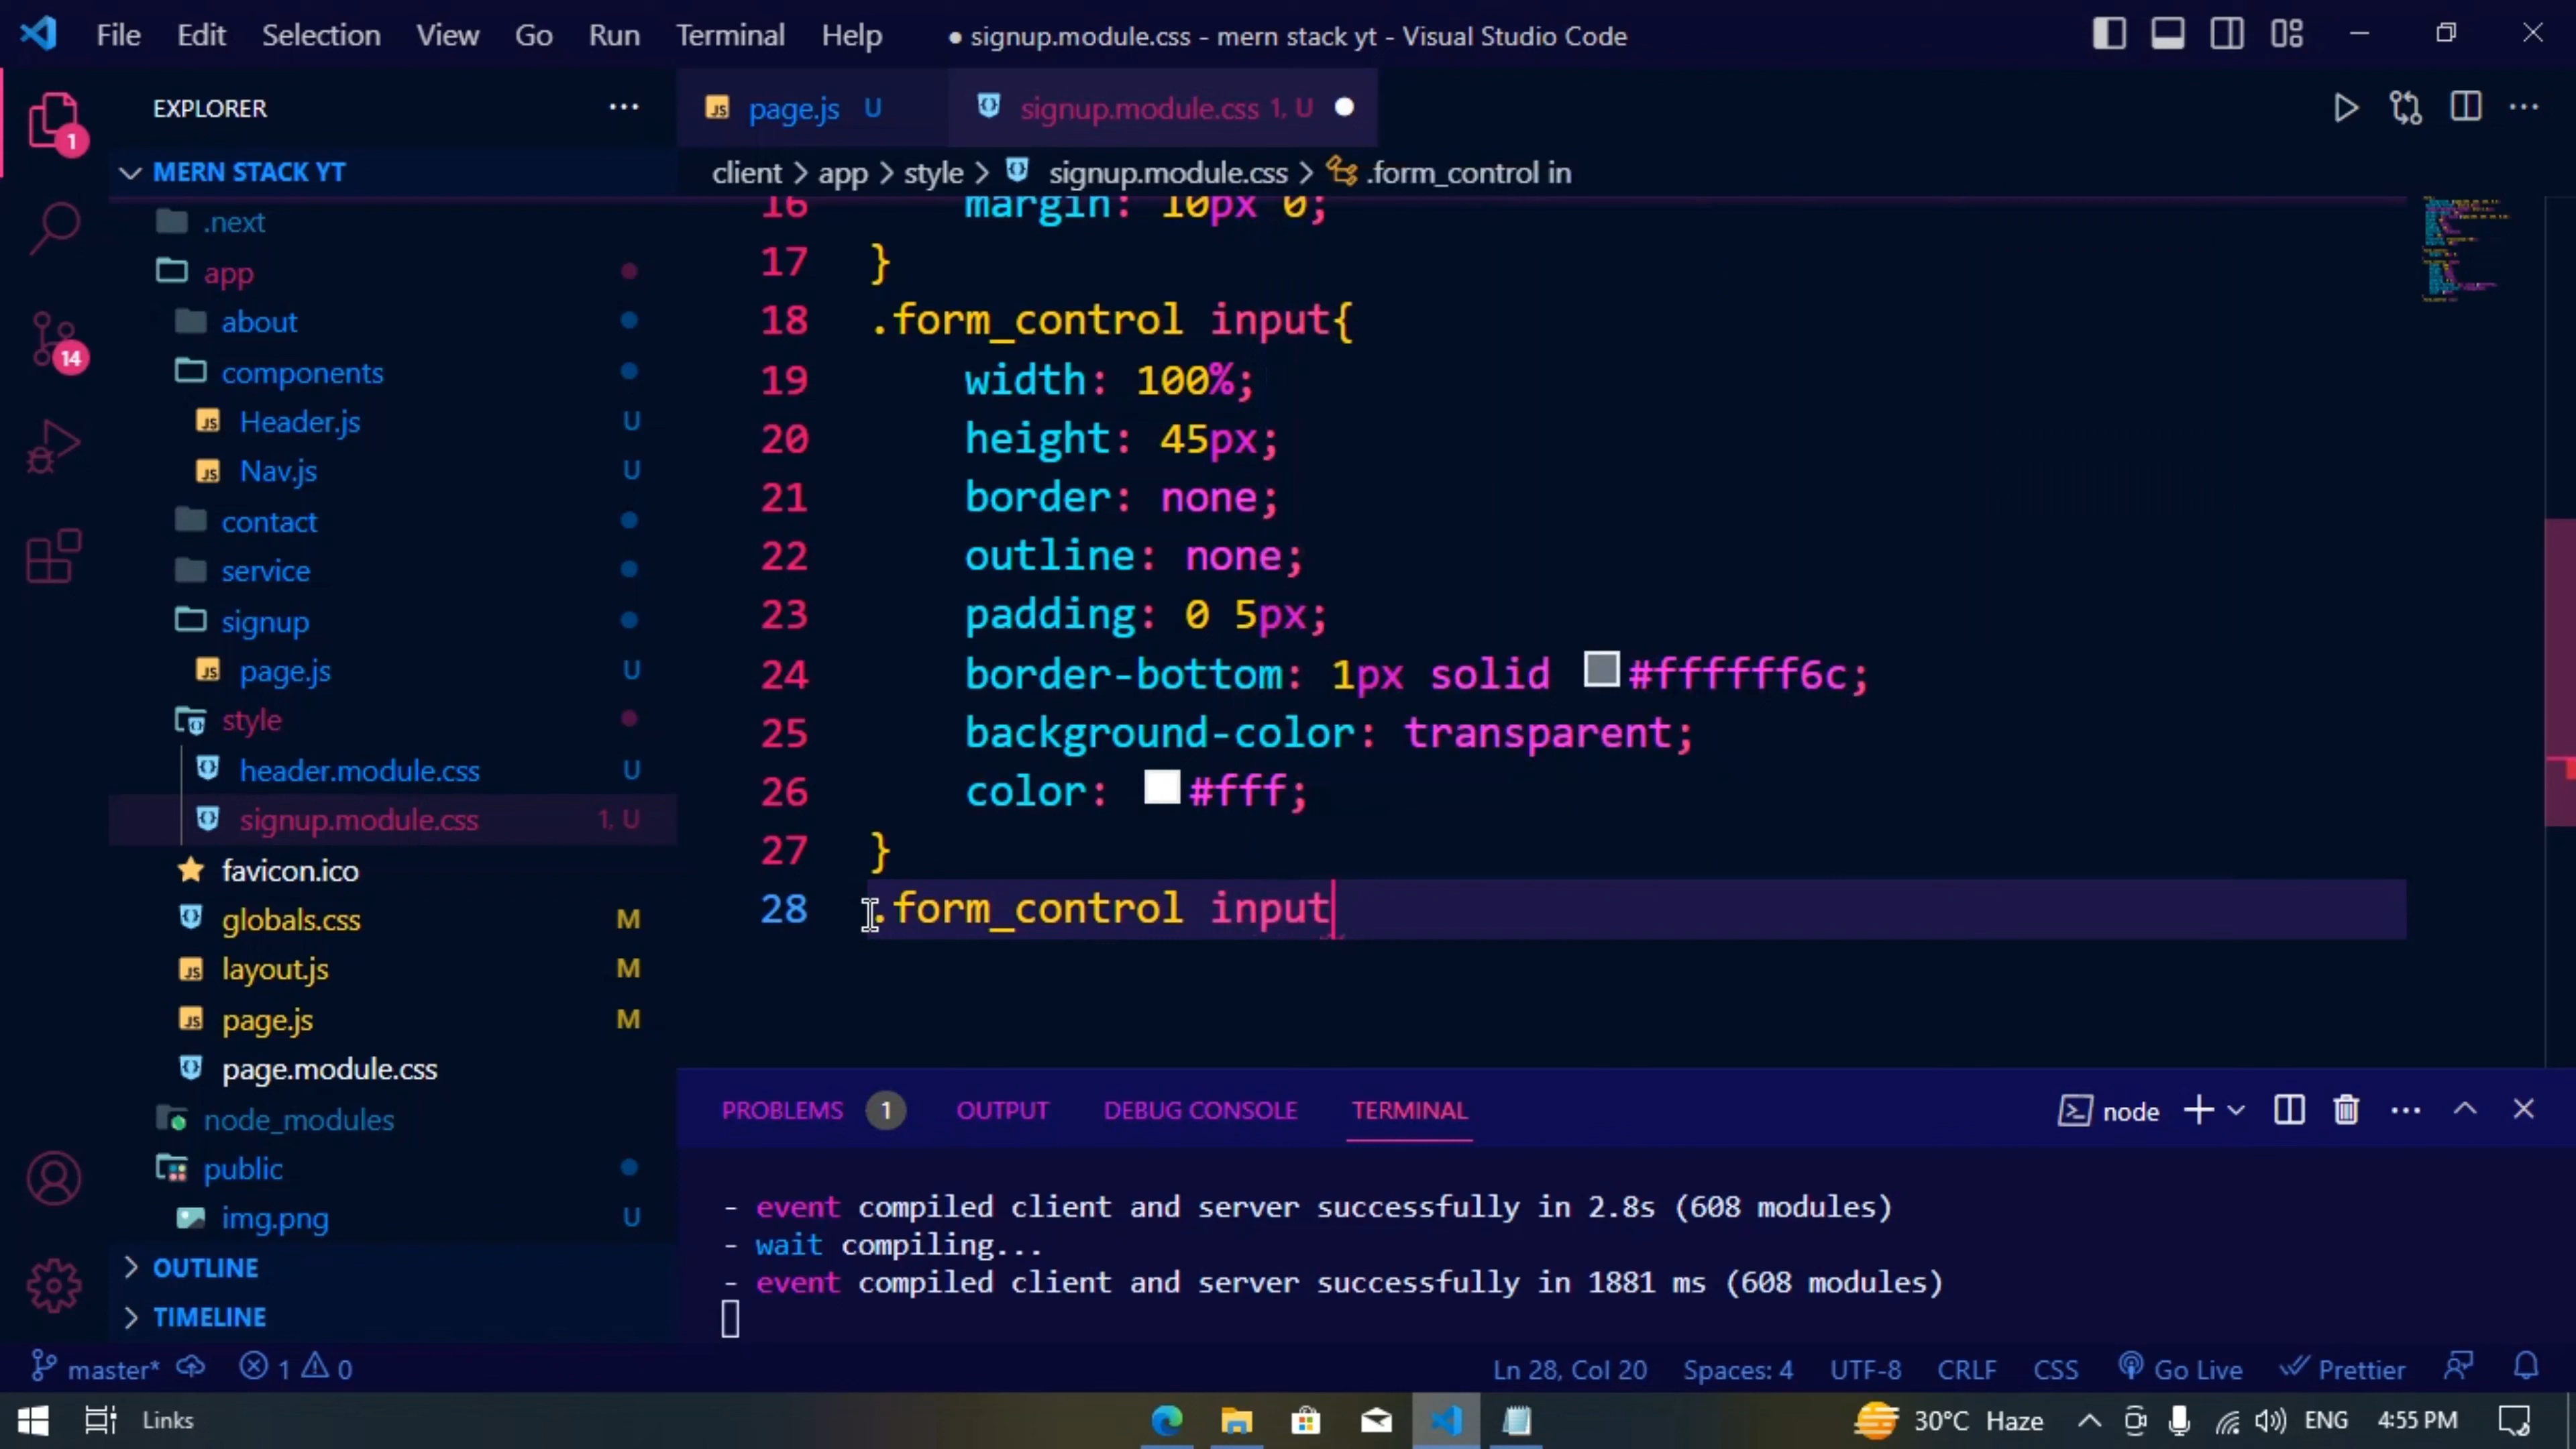 File Edit Selection View Go Run Terminal Help ● signup.module.css - mern stack yt - Visual Studio Code
EXPLORER ...
page.js U
signup.module.css 1, U
1
MERN STACK YT
client > app > style > signup.module.css > .form_control in
.next
app
about
components
Header.js U
Nav.js U
contact
service
signup
page.js U
style
header.module.css U
signup.module.css 1, U
favicon.ico
globals.css M
layout.js M
page.js M
page.module.css
node_modules
public
img.png U
OUTLINE
TIMELINE
14
16 margin: 10px 0;
17 }
18 .form_control input{
19 width: 100%;
20 height: 45px;
21 border: none;
22 outline: none;
23 padding: 0 5px;
24 border-bottom: 1px solid #ffffff6c;
25 background-color: transparent;
26 color: #fff;
27 }
28 .form_control input
PROBLEMS 1 OUTPUT DEBUG CONSOLE TERMINAL node
- event compiled client and server successfully in 2.8s (608 modules)
- wait compiling...
- event compiled client and server successfully in 1881 ms (608 modules)
master* 1 0 Ln 28, Col 20 Spaces: 4 UTF-8 CRLF CSS Go Live Prettier
Links 30°C Haze ENG 4:55 PM